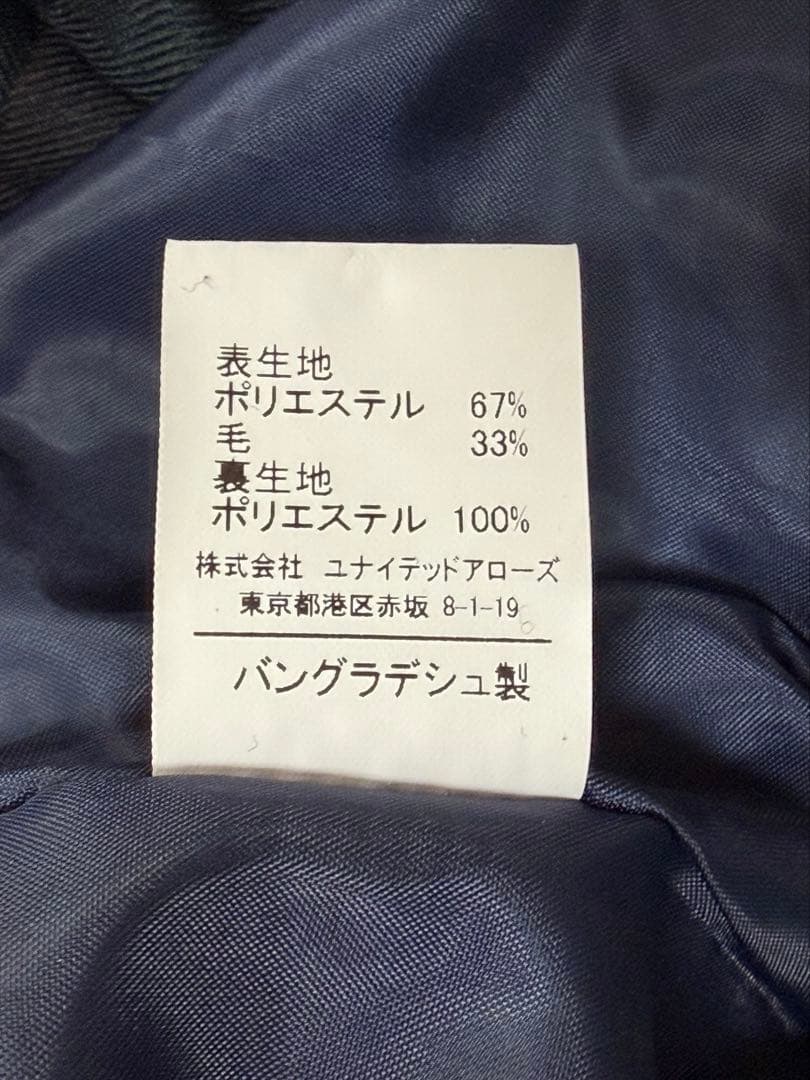 表生地
ポリエステル 67%
毛 33%
裏生地
ポリエステル 100%
株式会社 ユナイテッドアローズ
東京都港区赤坂 8-1-19
バングラデシュ製